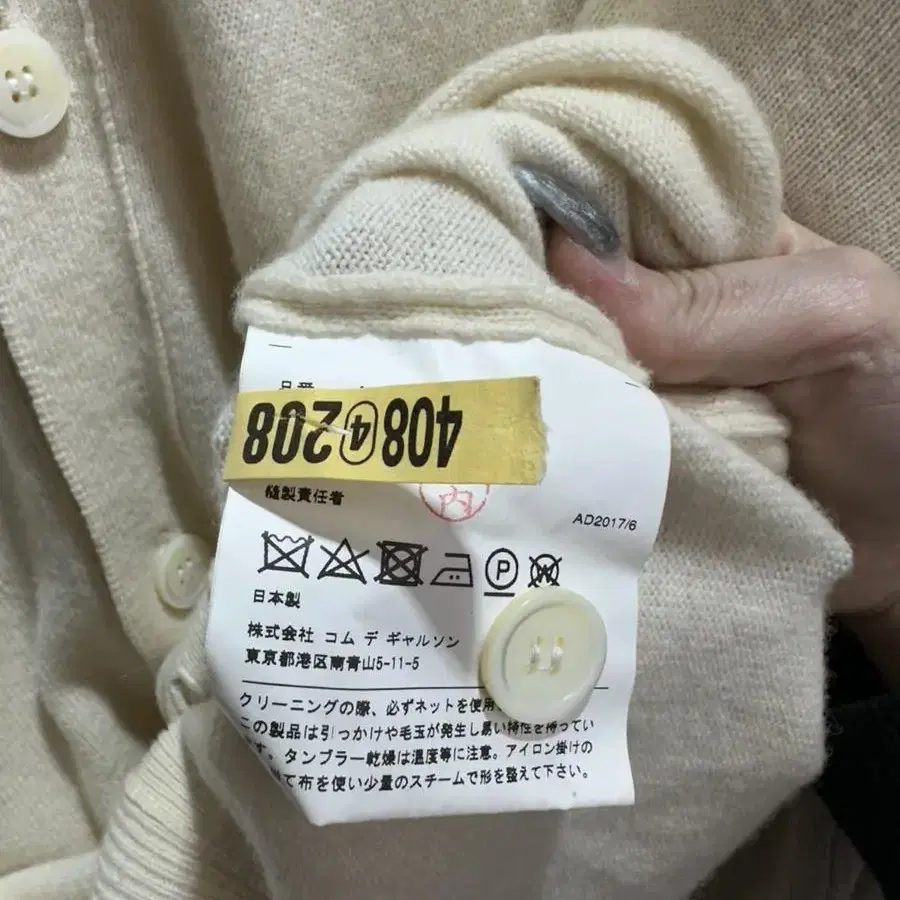 品番
408④208
縫製責任者
内
AD2017/6
P
W
日本製
株式会社 コム デ ギャルソン
東京都港区南青山5-11-5
クリーニングの際、必ずネットを使用
この製品は引っかけや毛玉が発生し易い特性を持ってい
す。タンブラー乾燥は温度等に注意。アイロン掛けの
て布を使い少量のスチームで形を整えて下さい。